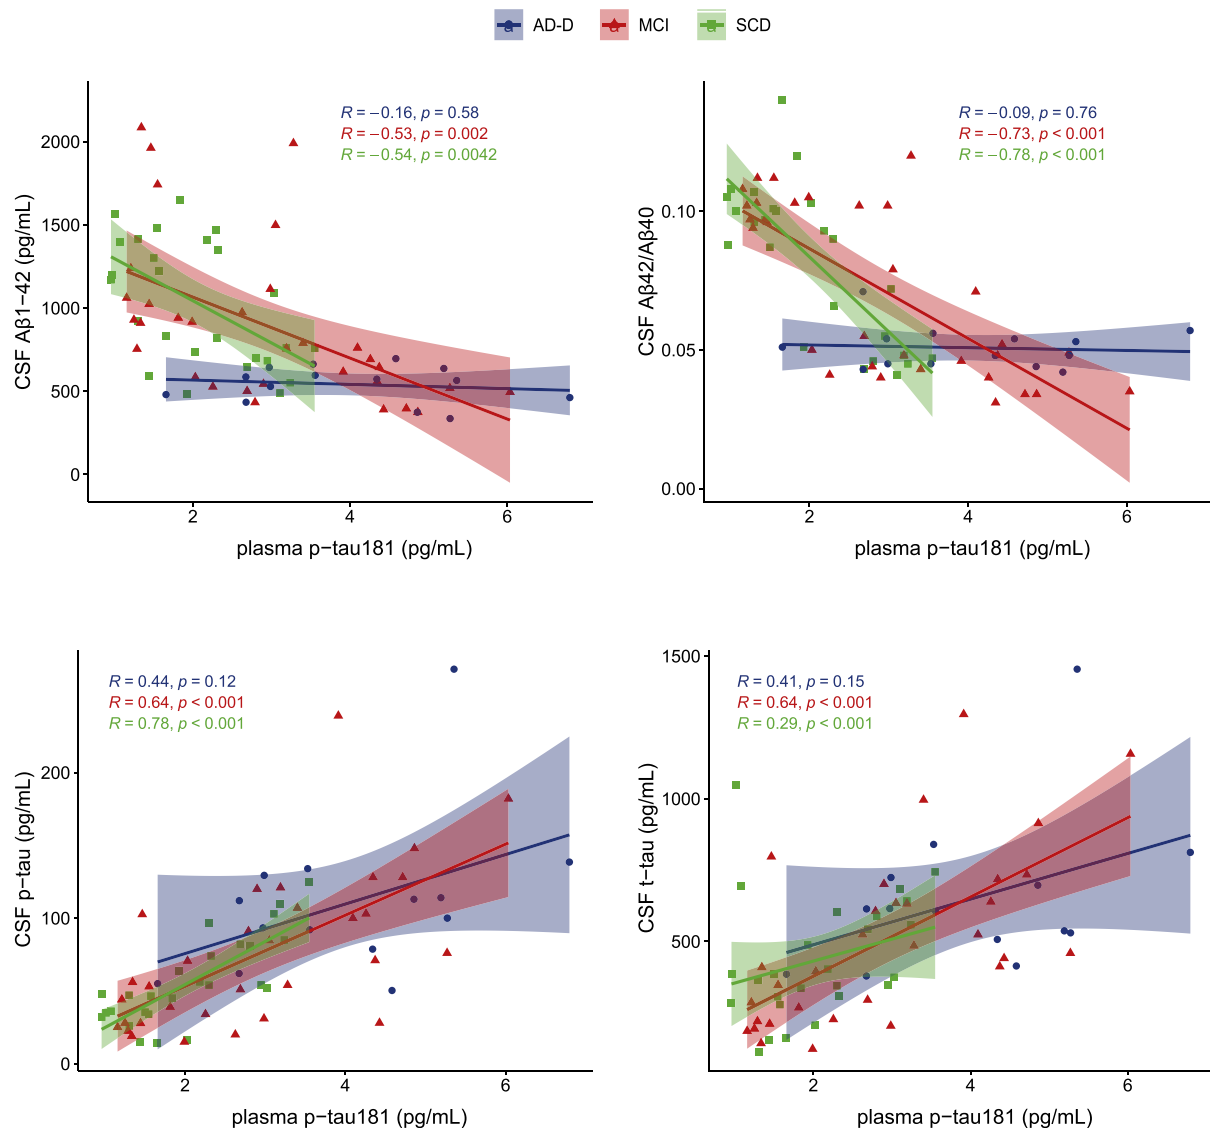 AD-D MCI SCD
R = −0.16, p = 0.58
R = −0.53, p = 0.002
R = −0.54, p = 0.0042
2000
1500
1000
500
0
CSF Aβ1−42 (pg/mL)
2 4 6
plasma p−tau181 (pg/mL)
R = −0.09, p = 0.76
R = −0.73, p < 0.001
R = −0.78, p < 0.001
0.10
0.05
0.00
CSF Aβ42/Aβ40
2 4 6
plasma p−tau181 (pg/mL)
R = 0.44, p = 0.12
R = 0.64, p < 0.001
R = 0.78, p < 0.001
200
100
0
CSF p−tau (pg/mL)
2 4 6
plasma p−tau181 (pg/mL)
R = 0.41, p = 0.15
R = 0.64, p < 0.001
R = 0.29, p < 0.001
1500
1000
500
CSF t−tau (pg/mL)
2 4 6
plasma p−tau181 (pg/mL)